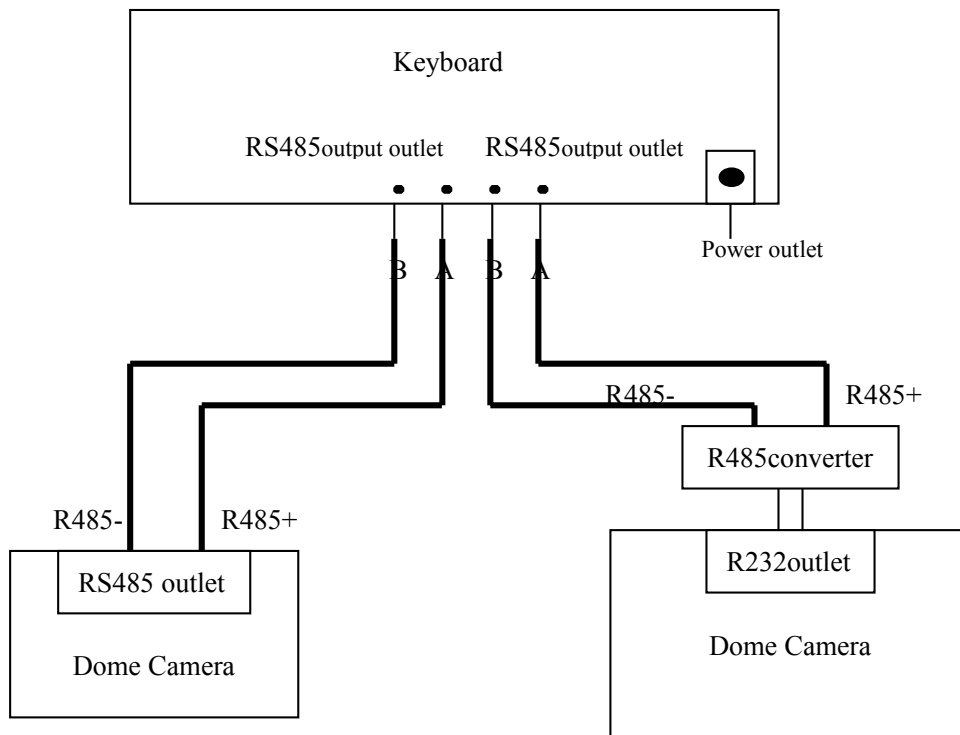 Keyboard
RS485output outlet RS485output outlet
Power outlet
B A B A
R485- R485+
R485converter
R485- R485+
RS485 outlet
R232outlet
Dome Camera
Dome Camera